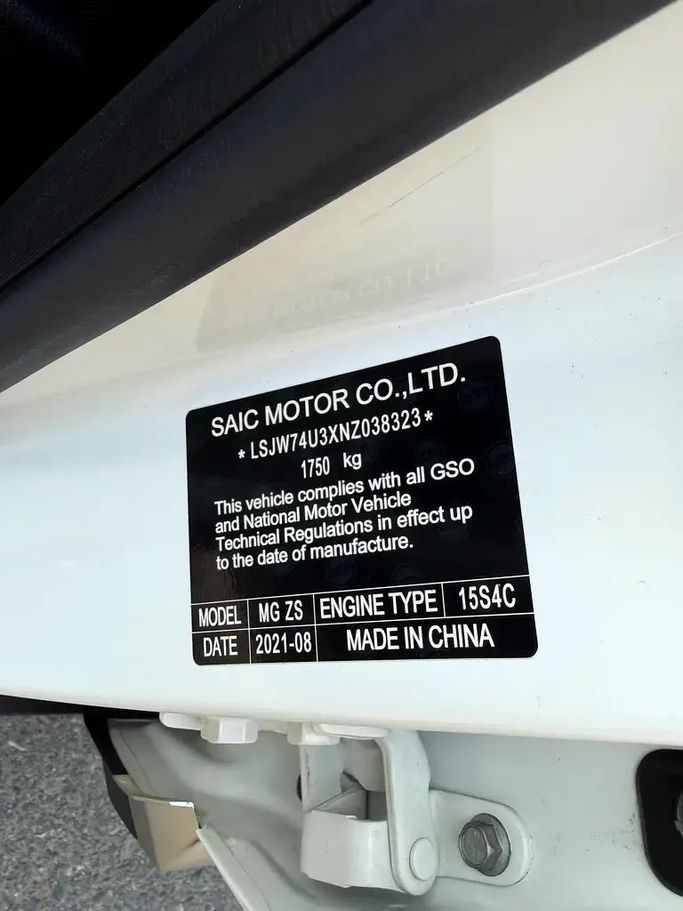 SAIC MOTOR CO.,LTD.
* LSJW74U3XNZ038323 *
1750 kg
This vehicle complies with all GSO
and National Motor Vehicle
Technical Regulations in effect up
to the date of manufacture.
MODEL MG ZS ENGINE TYPE 15S4C
DATE 2021-08 MADE IN CHINA